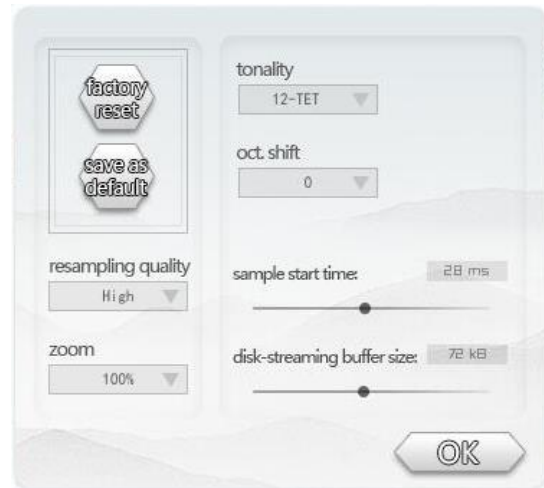 factory
reset
save as
default
resampling quality
High
zoom
100%
tonality
12-TET
oct. shift
0
sample start time:
28 ms
disk-streaming buffer size:
72 kB
OK